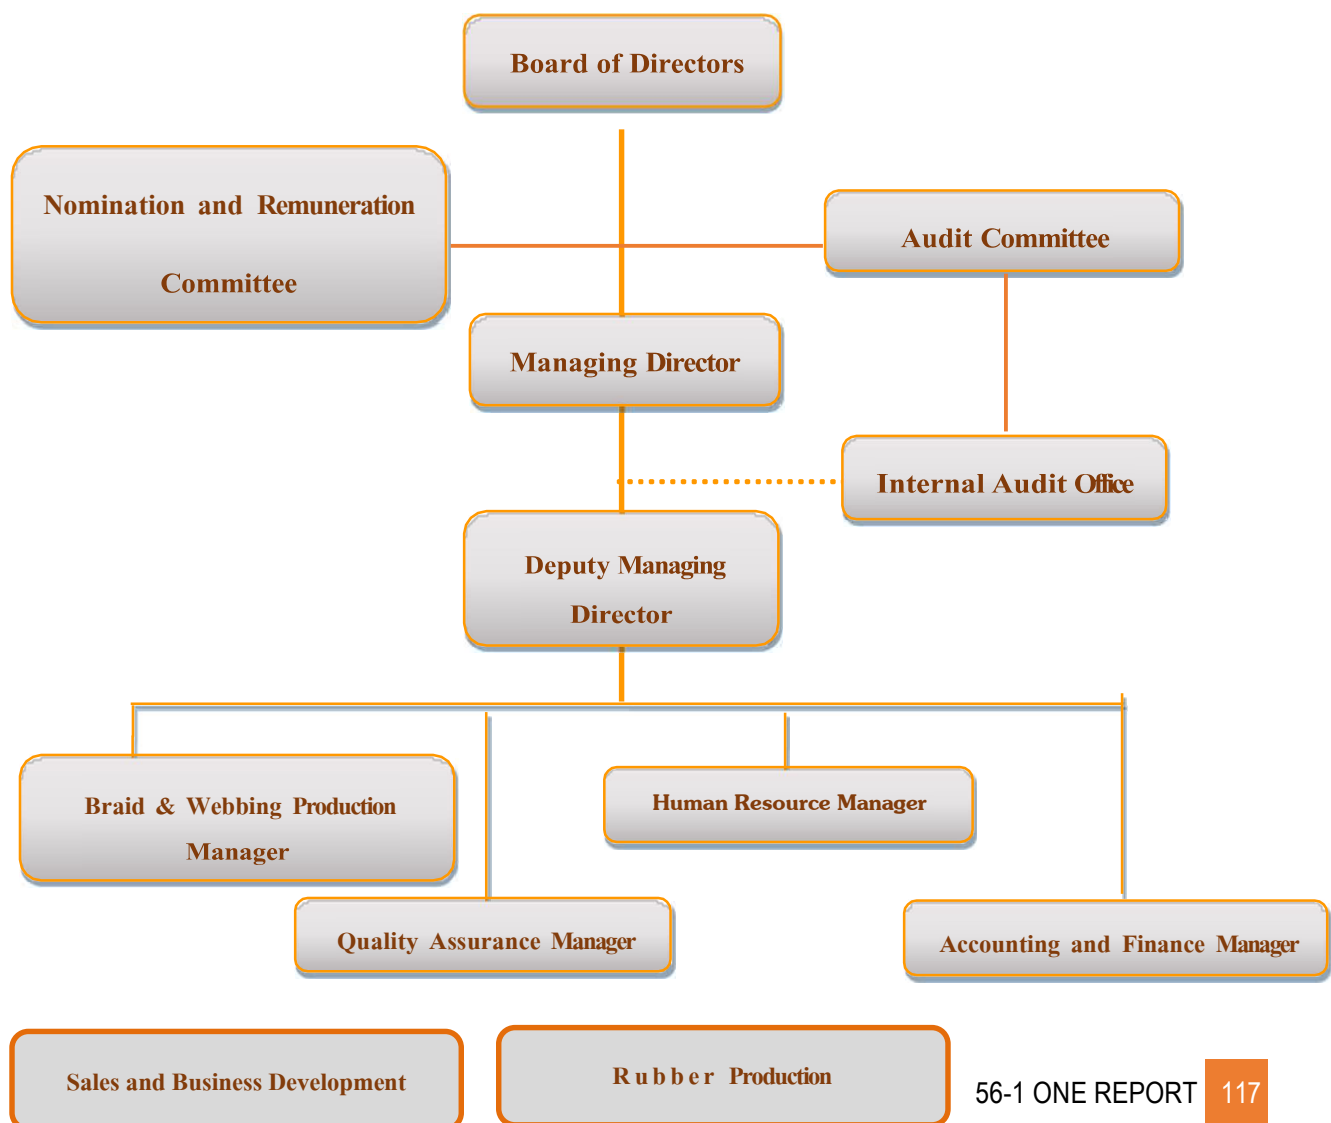 Board of Directors
Nomination and Remuneration
Committee
Audit Committee
Managing Director
Internal Audit Office
Deputy Managing
Director
Braid & Webbing Production
Manager
Human Resource Manager
Quality Assurance Manager
Accounting and Finance Manager
Sales and Business Development
Rubber Production
56-1 ONE REPORT 117